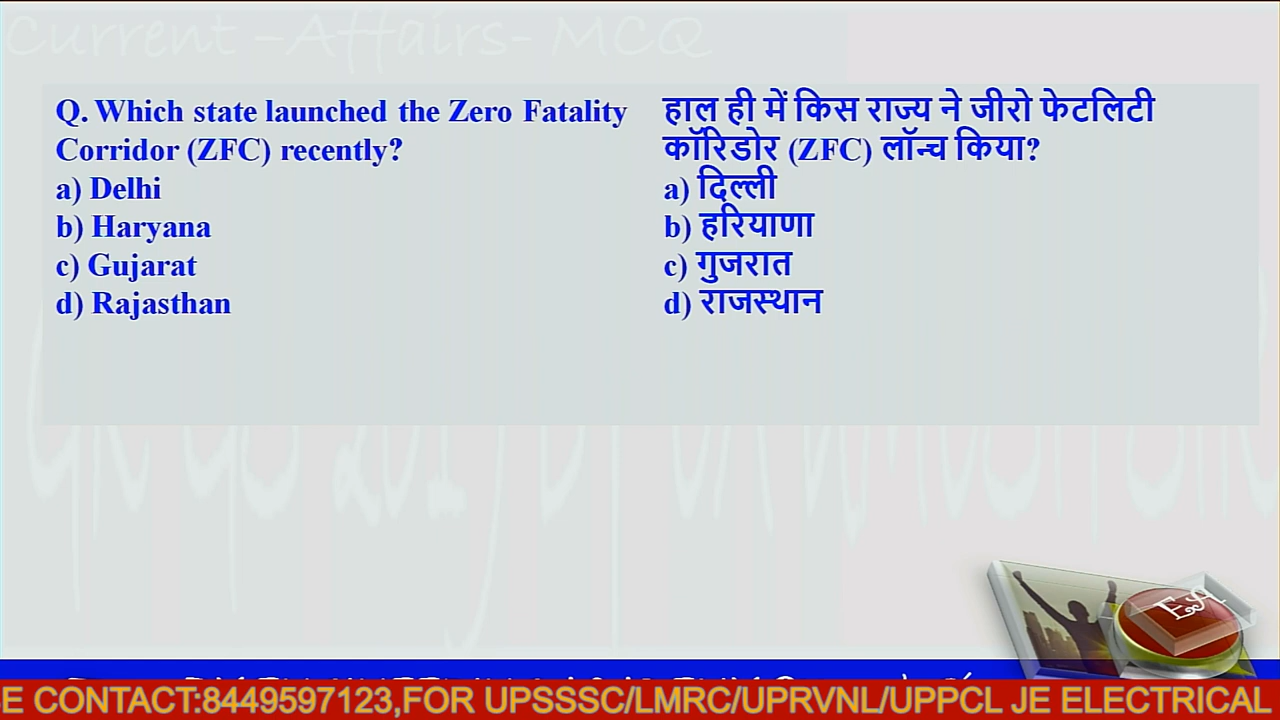 Current -Affairs- MCQ
Q. Which state launched the Zero Fatality
Corridor (ZFC) recently?
a) Delhi
b) Haryana
c) Gujarat
d) Rajasthan
हाल ही में किस राज्य ने जीरो फेटलिटी
कॉरिडोर (ZFC) लॉन्च किया?
a) दिल्ली
b) हरियाणा
c) गुजरात
d) राजस्थान
EA
E CONTACT:8449597123,FOR UPSSSC/LMRC/UPRVNL/UPPCL JE ELECTRICAL